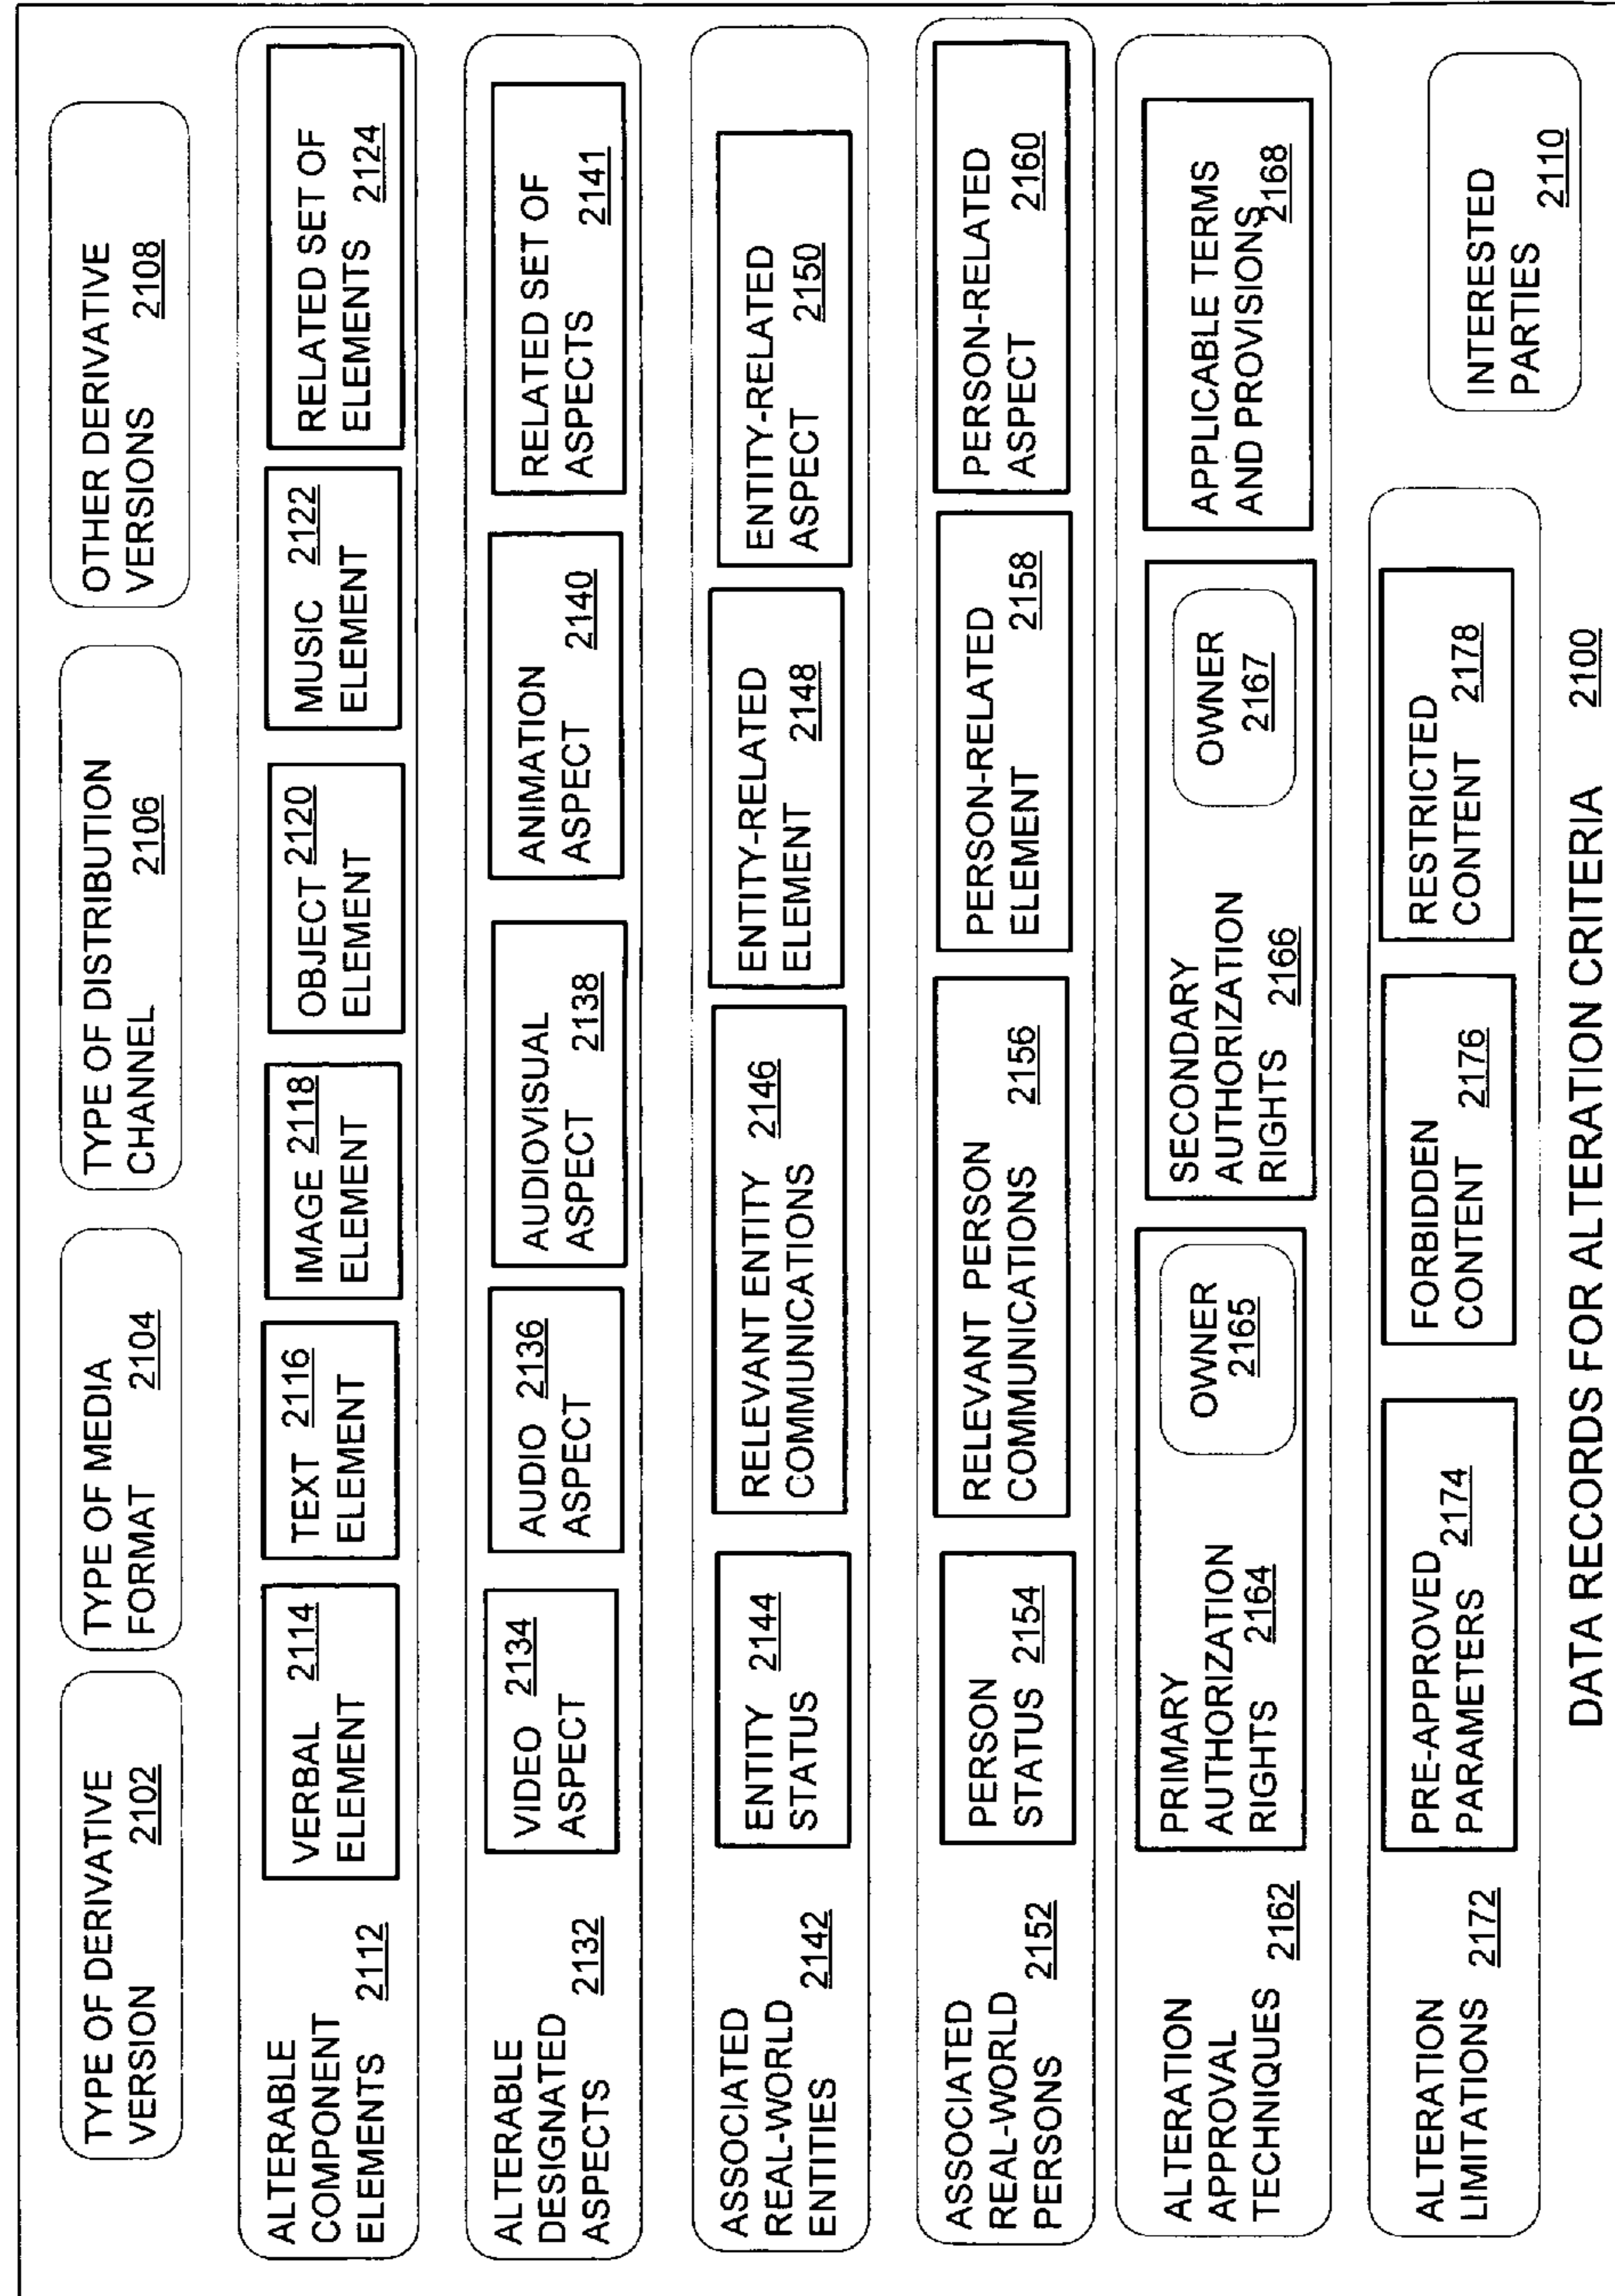 TYPE OF DERIVATIVE
VERSION 2102
TYPE OF MEDIA
FORMAT 2104
TYPE OF DISTRIBUTION
CHANNEL 2106
OTHER DERIVATIVE
VERSIONS 2108
ALTERABLE
COMPONENT
ELEMENTS 2112
VERBAL 2114
ELEMENT
TEXT 2116
ELEMENT
IMAGE 2118
ELEMENT
OBJECT 2120
ELEMENT
MUSIC 2122
ELEMENT
RELATED SET OF
ELEMENTS 2124
ALTERABLE
DESIGNATED
ASPECTS 2132
VIDEO 2134
ASPECT
AUDIO 2136
ASPECT
AUDIOVISUAL
ASPECT 2138
ANIMATION
ASPECT 2140
RELATED SET OF
ASPECTS 2141
ASSOCIATED
REAL-WORLD
ENTITIES 2142
ENTITY 2144
STATUS
RELEVANT ENTITY 2146
COMMUNICATIONS
ENTITY-RELATED
ELEMENT 2148
ENTITY-RELATED
ASPECT 2150
ASSOCIATED
REAL-WORLD
PERSONS 2152
PERSON
STATUS 2154
RELEVANT PERSON
COMMUNICATIONS 2156
PERSON-RELATED
ELEMENT 2158
PERSON-RELATED
ASPECT 2160
ALTERATION
APPROVAL
TECHNIQUES 2162
PRIMARY
AUTHORIZATION
RIGHTS 2164
OWNER
2165
SECONDARY
AUTHORIZATION
RIGHTS 2166
OWNER
2167
APPLICABLE TERMS
AND PROVISIONS 2168
ALTERATION
LIMITATIONS 2172
PRE-APPROVED
PARAMETERS 2174
FORBIDDEN
CONTENT 2176
RESTRICTED
CONTENT 2178
INTERESTED
PARTIES 2110
DATA RECORDS FOR ALTERATION CRITERIA 2100